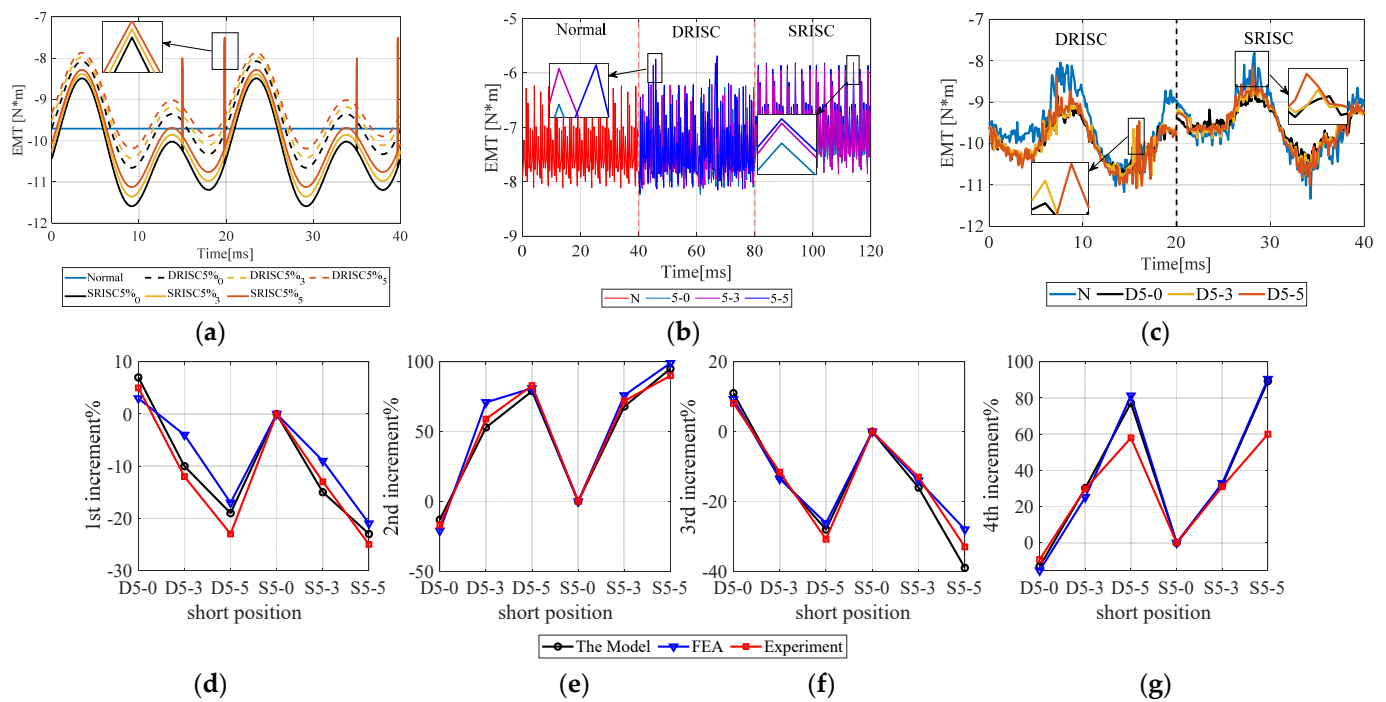 -7
-8
-9
-10
-11
-12
EMT [N*m]
0
10
20
30
40
Time[ms]
Normal DRISC5%0 DRISC5%3 DRISC5%5
SRISC5%0 SRISC5%3 SRISC5%5
(a)
-5
-6
-7
-8
-9
EMT [N*m]
Normal DRISC SRISC
0 20 40 60 80 100 120
Time[ms]
N 5-0 5-3 5-5
(b)
-7
-8
-9
-10
-11
-12
EMT [N*m]
DRISC SRISC
0 10 20 30 40
Time[ms]
N D5-0 D5-3 D5-5
(c)
10
0
-10
-20
-30
1st increment%
D5-0 D5-3 D5-5 S5-0 S5-3 S5-5
short position
100
50
0
-50
2nd increment%
D5-0 D5-3 D5-5 S5-0 S5-3 S5-5
short position
20
0
-20
-40
3rd increment%
D5-0 D5-3 D5-5 S5-0 S5-3 S5-5
short position
100
80
60
40
20
0
4th increment%
D5-0 D5-3 D5-5 S5-0 S5-3 S5-5
short position
The Model FEA Experiment
(d) (e) (f) (g)